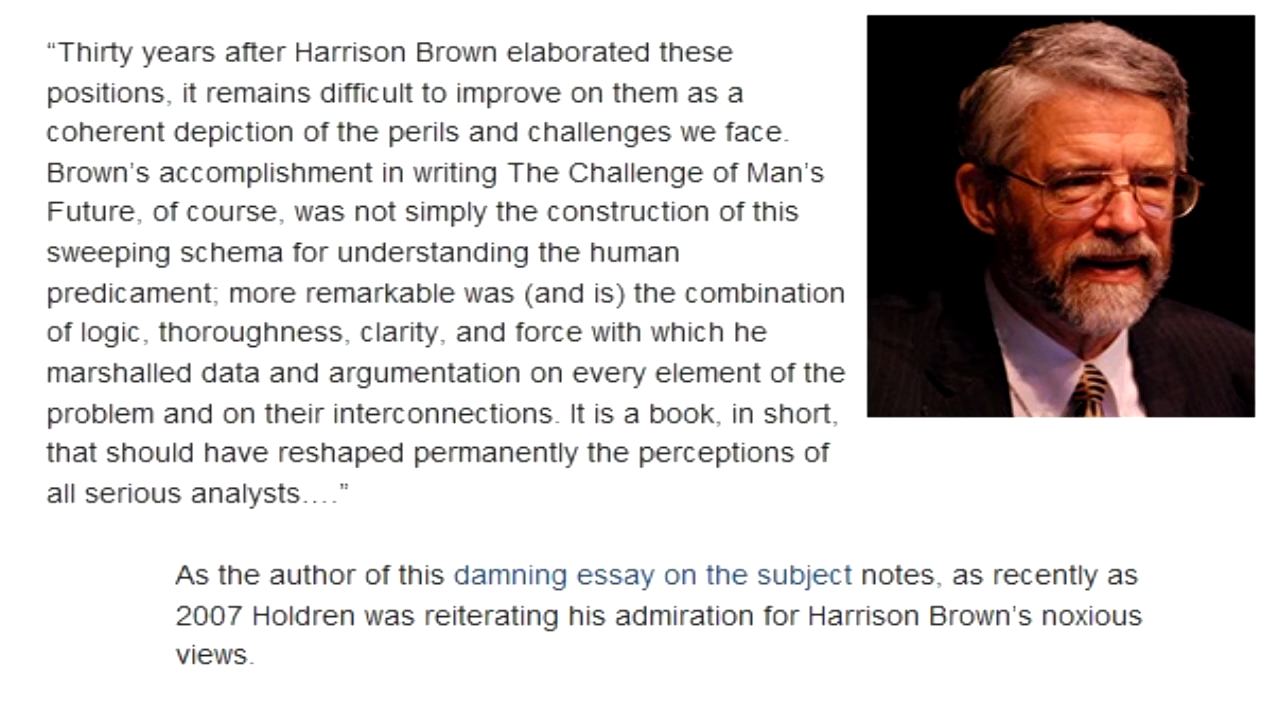 “Thirty years after Harrison Brown elaborated these
positions, it remains difficult to improve on them as a
coherent depiction of the perils and challenges we face.
Brown’s accomplishment in writing The Challenge of Man’s
Future, of course, was not simply the construction of this
sweeping schema for understanding the human
predicament; more remarkable was (and is) the combination
of logic, thoroughness, clarity, and force with which he
marshalled data and argumentation on every element of the
problem and on their interconnections. It is a book, in short,
that should have reshaped permanently the perceptions of
all serious analysts….”
As the author of this damning essay on the subject notes, as recently as
2007 Holdren was reiterating his admiration for Harrison Brown’s noxious
views.